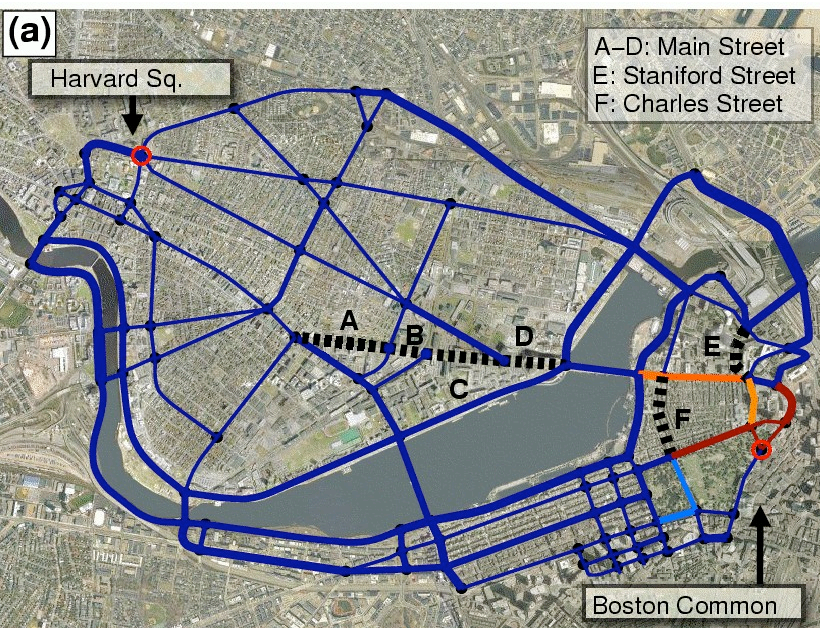 (a)
Harvard Sq.
A–D: Main Street
E: Staniford Street
F: Charles Street
A
B
C
D
E
F
Boston Common